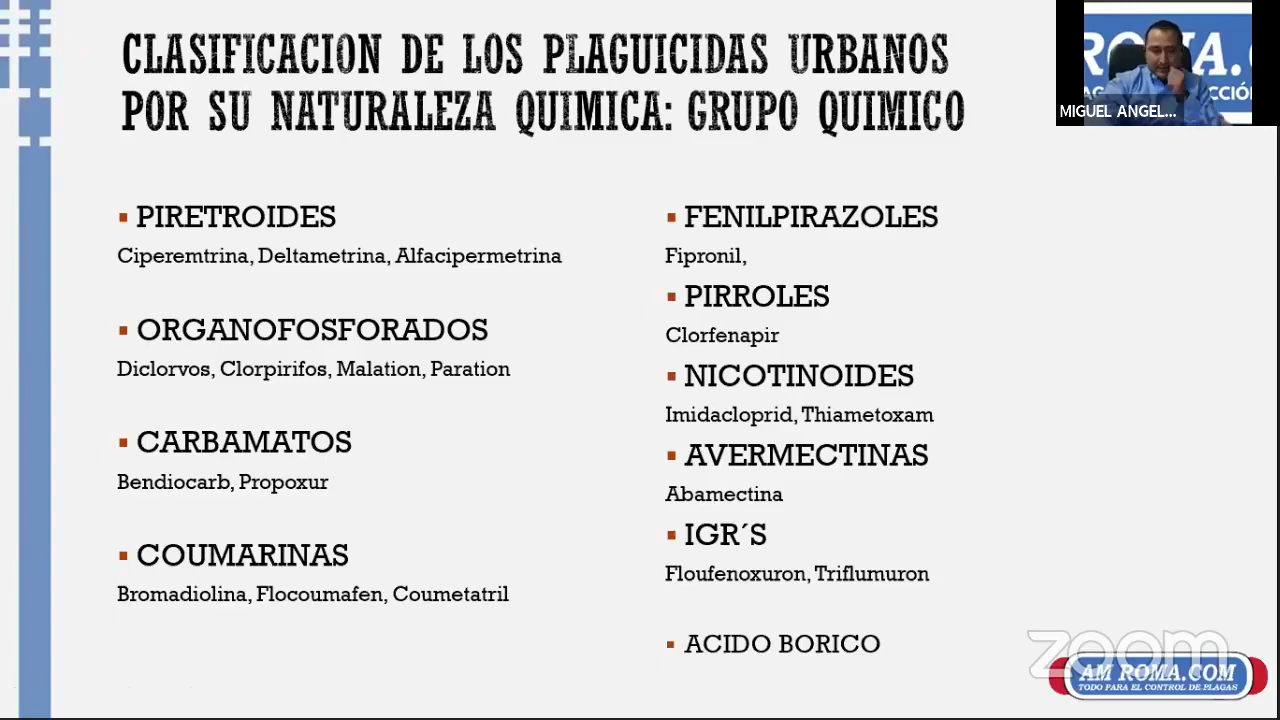 CLASIFICACION DE LOS PLAGUICIDAS URBANOS
POR SU NATURALEZA QUIMICA: GRUPO QUIMICO
PIRETROIDES
Ciperemtrina, Deltametrina, Alfacipermetrina
ORGANOFOSFORADOS
Diclorvos, Clorpirifos, Malation, Paration
CARBAMATOS
Bendiocarb, Propoxur
COUMARINAS
Bromadiolina, Flocoumafen, Coumetatril
FENILPIRAZOLES
Fipronil,
PIRROLES
Clorfenapir
NICOTINOIDES
Imidacloprid, Thiametoxam
AVERMECTINAS
Abamectina
IGR´S
Floufenoxuron, Triflumuron
ACIDO BORICO
MIGUEL ANGEL...
zoom
AM ROMA.COM
TODO PARA EL CONTROL DE PLAGAS